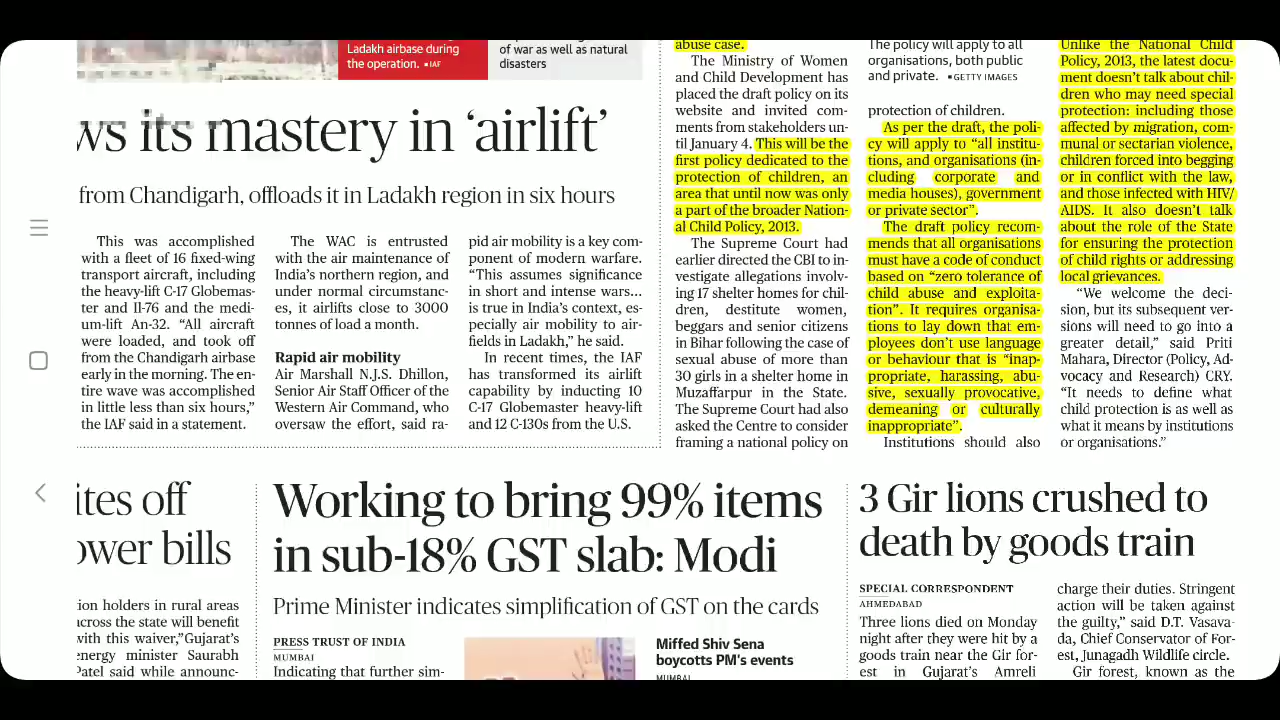 Ladakh airbase during
the operation. ▪IAF
of war as well as natural
disasters
ws its mastery in ‘airlift’
from Chandigarh, offloads it in Ladakh region in six hours
This was accomplished
with a fleet of 16 fixed-wing
transport aircraft, including
the heavy-lift C-17 Globemas-
ter and Il-76 and the medi-
um-lift An-32. “All aircraft
were loaded, and took off
from the Chandigarh airbase
early in the morning. The en-
tire wave was accomplished
in little less than six hours,”
the IAF said in a statement.
The WAC is entrusted
with the air maintenance of
India’s northern region, and
under normal circumstanc-
es, it airlifts close to 3000
tonnes of load a month.
Rapid air mobility
Air Marshall N.J.S. Dhillon,
Senior Air Staff Officer of the
Western Air Command, who
oversaw the effort, said ra-
pid air mobility is a key com-
ponent of modern warfare.
“This assumes significance
in short and intense wars...
is true in India’s context, es-
pecially air mobility to air-
fields in Ladakh,” he said.
In recent times, the IAF
has transformed its airlift
capability by inducting 10
C-17 Globemaster heavy-lift
and 12 C-130s from the U.S.
abuse case.
The Ministry of Women
and Child Development has
placed the draft policy on its
website and invited com-
ments from stakeholders un-
til January 4. This will be the
first policy dedicated to the
protection of children, an
area that until now was only
a part of the broader Nation-
al Child Policy, 2013.
The Supreme Court had
earlier directed the CBI to in-
vestigate allegations involv-
ing 17 shelter homes for chil-
dren, destitute women,
beggars and senior citizens
in Bihar following the case of
sexual abuse of more than
30 girls in a shelter home in
Muzaffarpur in the State.
The Supreme Court had also
asked the Centre to consider
framing a national policy on
The policy will apply to all
organisations, both public
and private. ▪GETTY IMAGES
protection of children.
As per the draft, the poli-
cy will apply to “all institu-
tions, and organisations (in-
cluding corporate and
media houses), government
or private sector”.
The draft policy recom-
mends that all organisations
must have a code of conduct
based on “zero tolerance of
child abuse and exploita-
tion”. It requires organisa-
tions to lay down that em-
ployees don’t use language
or behaviour that is “inap-
propriate, harassing, abu-
sive, sexually provocative,
demeaning or culturally
inappropriate”.
Institutions should also
Unlike the National Child
Policy, 2013, the latest docu-
ment doesn’t talk about chil-
dren who may need special
protection: including those
affected by migration, com-
munal or sectarian violence,
children forced into begging
or in conflict with the law,
and those infected with HIV/
AIDS. It also doesn’t talk
about the role of the State
for ensuring the protection
of child rights or addressing
local grievances.
“We welcome the deci-
sion, but its subsequent ver-
sions will need to go into a
greater detail,” said Priti
Mahara, Director (Policy, Ad-
vocacy and Research) CRY.
“It needs to define what
child protection is as well as
what it means by institutions
or organisations.”
ites off
ower bills
ion holders in rural areas
across the state will benefit
with this waiver,”Gujarat’s
energy minister Saurabh
Patel said while announc-
Working to bring 99% items
in sub-18% GST slab: Modi
Prime Minister indicates simplification of GST on the cards
PRESS TRUST OF INDIA
MUMBAI
Indicating that further sim-
Miffed Shiv Sena
boycotts PM's events
MUMBAI
3 Gir lions crushed to
death by goods train
SPECIAL CORRESPONDENT
AHMEDABAD
Three lions died on Monday
night after they were hit by a
goods train near the Gir for-
est in Gujarat’s Amreli
charge their duties. Stringent
action will be taken against
the guilty,” said D.T. Vasava-
da, Chief Conservator of For-
est, Junagadh Wildlife circle.
Gir forest, known as the